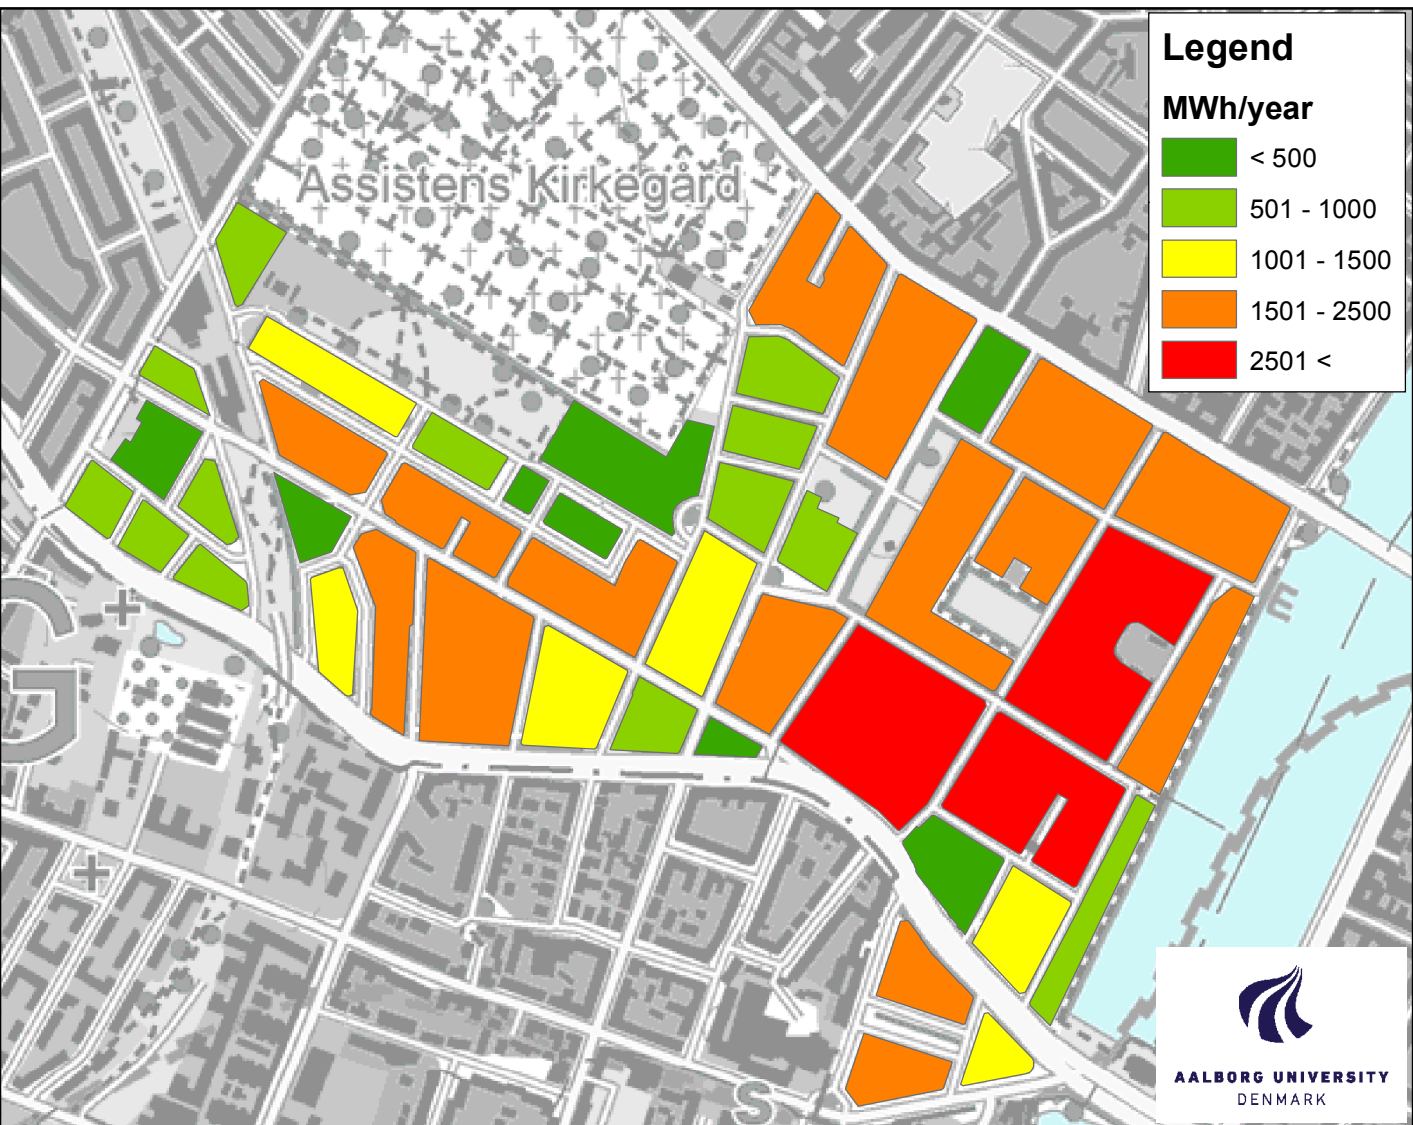 Legend
MWh/year
< 500
501 - 1000
1001 - 1500
1501 - 2500
2501 <
Assistens Kirkegård
E
G
S
AALBORG UNIVERSITY
DENMARK